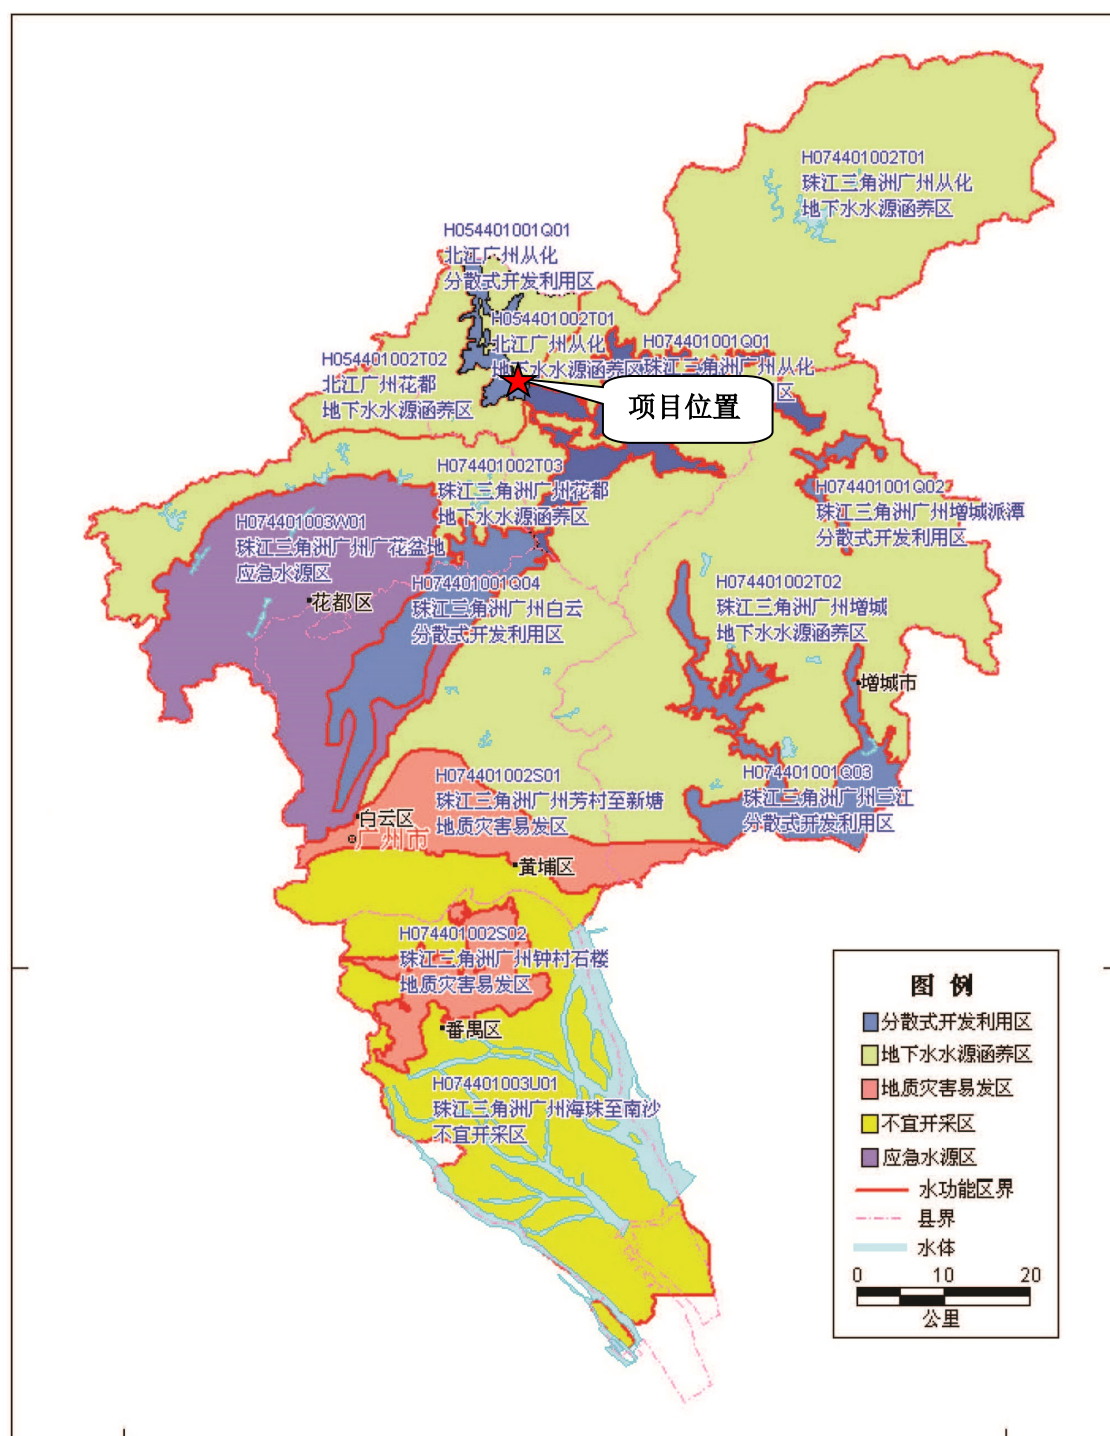 H074401002T01
珠江三角洲广州从化
地下水水源涵养区
H054401001Q01
北江广州从化
分散式开发利用区
H054401002T01
北江广州从化
地下水水源涵养区
H074401001Q01
珠江三角洲广州从化
区
H054401002T02
北江广州花都
地下水水源涵养区
项目位置
H074401002T03
珠江三角洲广州花都
地下水水源涵养区
H074401001Q02
珠江三角洲广州增城派潭
分散式开发利用区
H074401003W01
珠江三角洲广州广花盆地
应急水源区
花都区
H074401001Q04
珠江三角洲广州白云
分散式开发利用区
H074401002T02
珠江三角洲广州增城
地下水水源涵养区
增城市
H074401002S01
珠江三角洲广州芳村至新塘
地质灾害易发区
H074401001Q03
珠江三角洲广州三江
分散式开发利用区
白云区
广州市
黄埔区
H074401002S02
珠江三角洲广州钟村石楼
地质灾害易发区
番禺区
H074401003U01
珠江三角洲广州海珠至南沙
不宜开采区
图 例
分散式开发利用区
地下水水源涵养区
地质灾害易发区
不宜开采区
应急水源区
水功能区界
县界
水体
0 10 20
公里